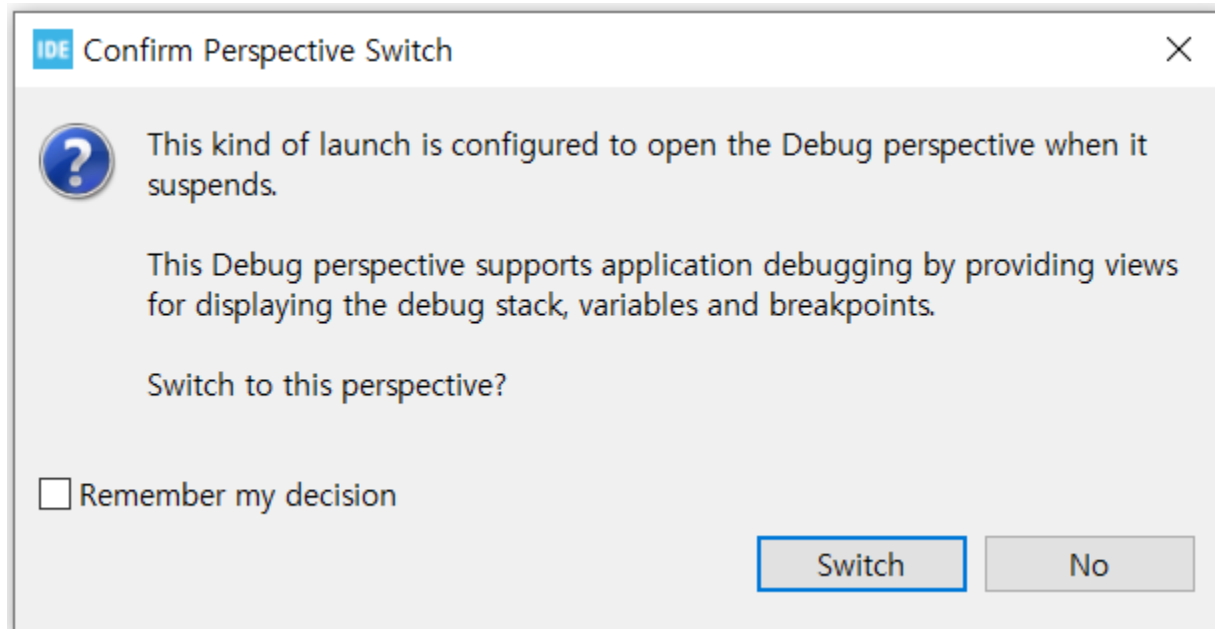 IDE Confirm Perspective Switch
This kind of launch is configured to open the Debug perspective when it
suspends.
This Debug perspective supports application debugging by providing views
for displaying the debug stack, variables and breakpoints.
Switch to this perspective?
Remember my decision
Switch No